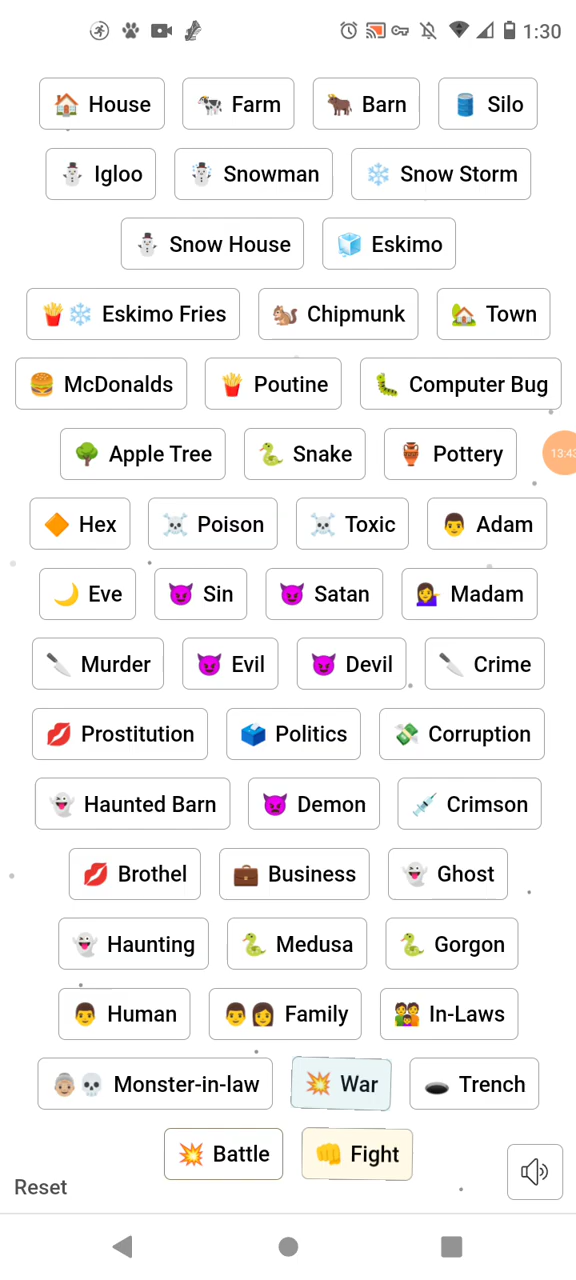 1:30
House Farm Barn Silo
Igloo Snowman Snow Storm
Snow House Eskimo
Eskimo Fries Chipmunk Town
McDonalds Poutine Computer Bug
Apple Tree Snake Pottery
13:43
Hex Poison Toxic Adam
Eve Sin Satan Madam
Murder Evil Devil Crime
Prostitution Politics Corruption
Haunted Barn Demon Crimson
Brothel Business Ghost
Haunting Medusa Gorgon
Human Family In-Laws
Monster-in-law War Trench
Battle Fight
Reset